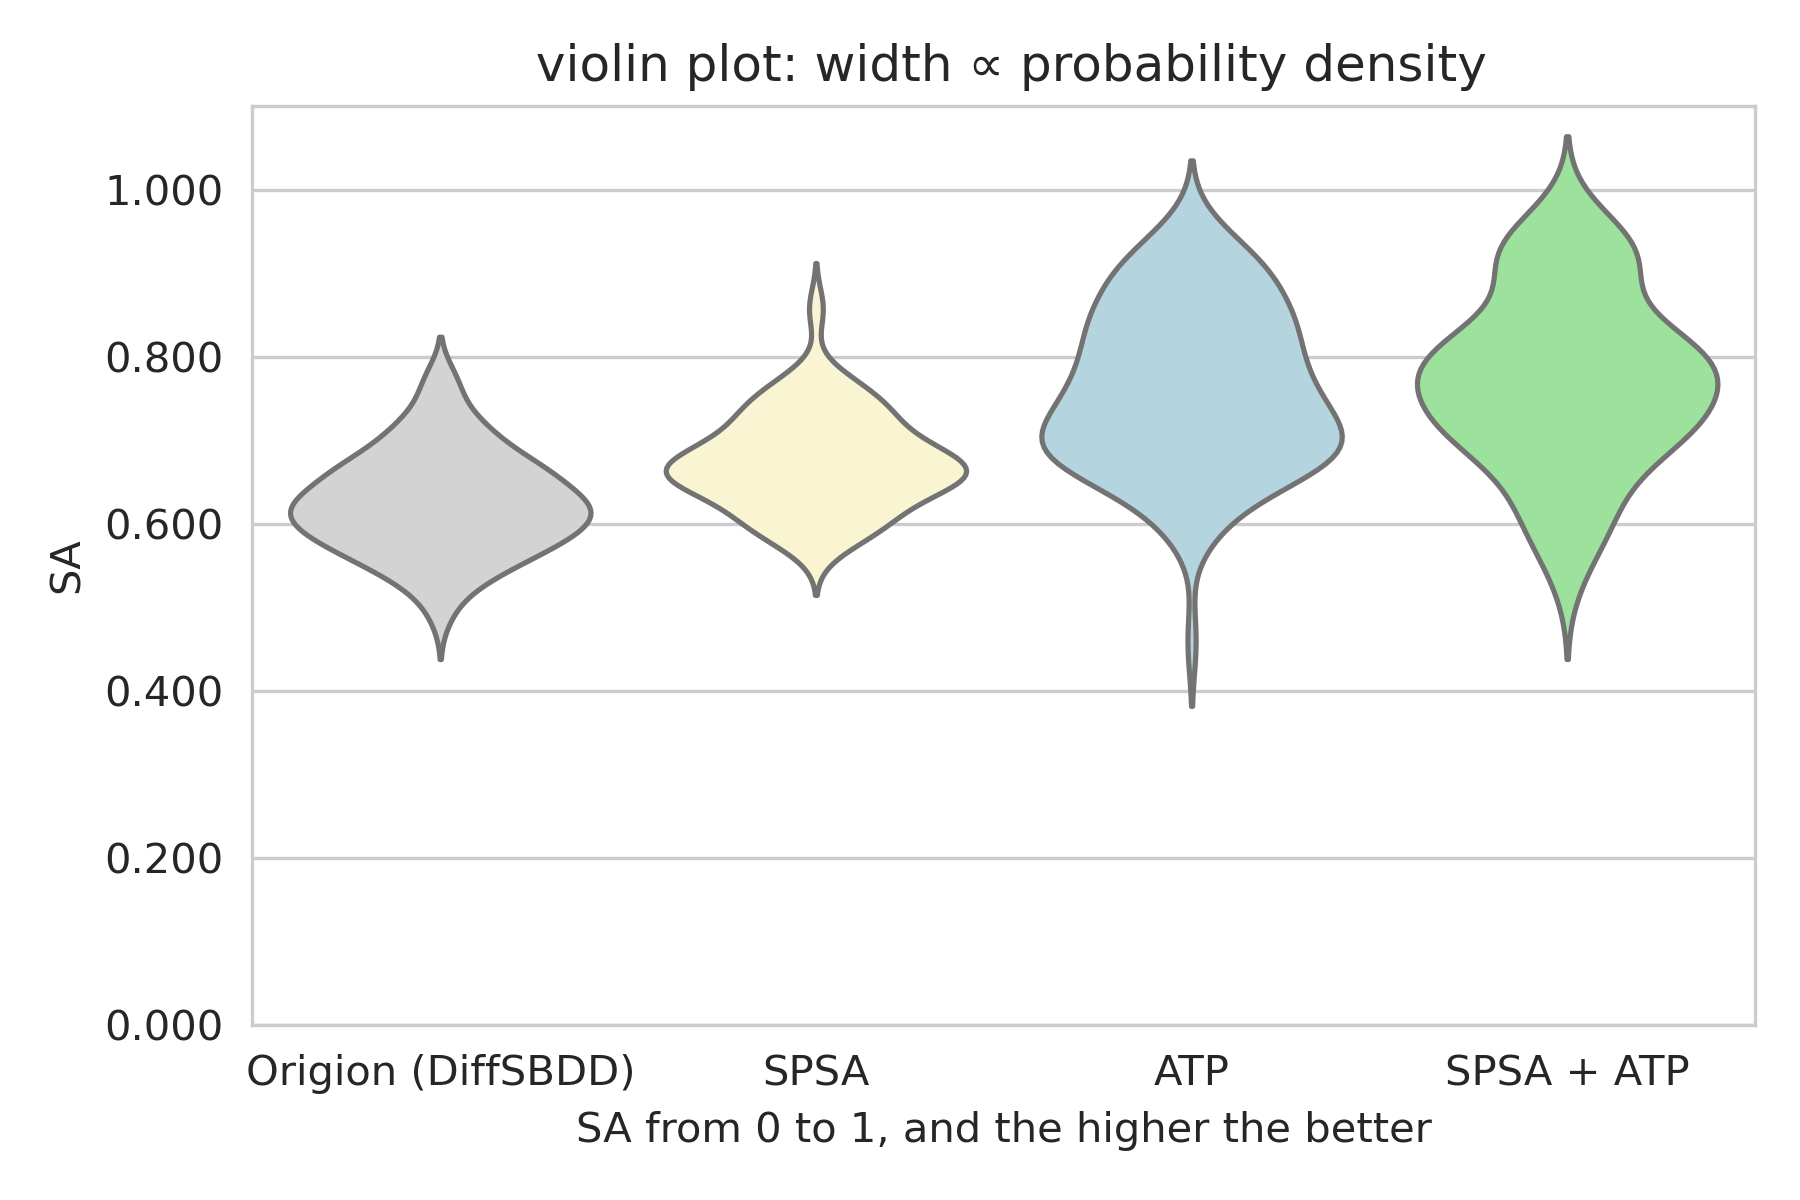 violin plot: width ∝ probability density
1.000
0.800
0.600
0.400
0.200
0.000
SA
Origion (DiffSBDD) SPSA ATP SPSA + ATP
SA from 0 to 1, and the higher the better